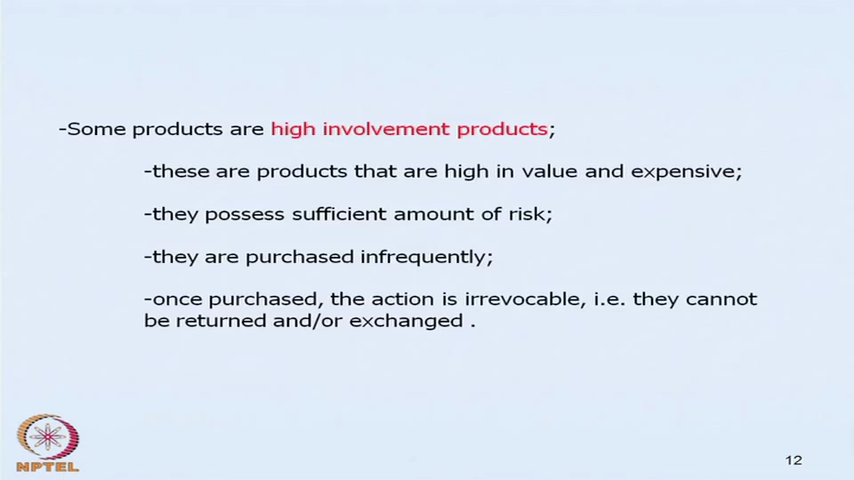 -Some products are high involvement products;
-these are products that are high in value and expensive;
-they possess sufficient amount of risk;
-they are purchased infrequently;
-once purchased, the action is irrevocable, i.e. they cannot
be returned and/or exchanged .
NPTEL
12